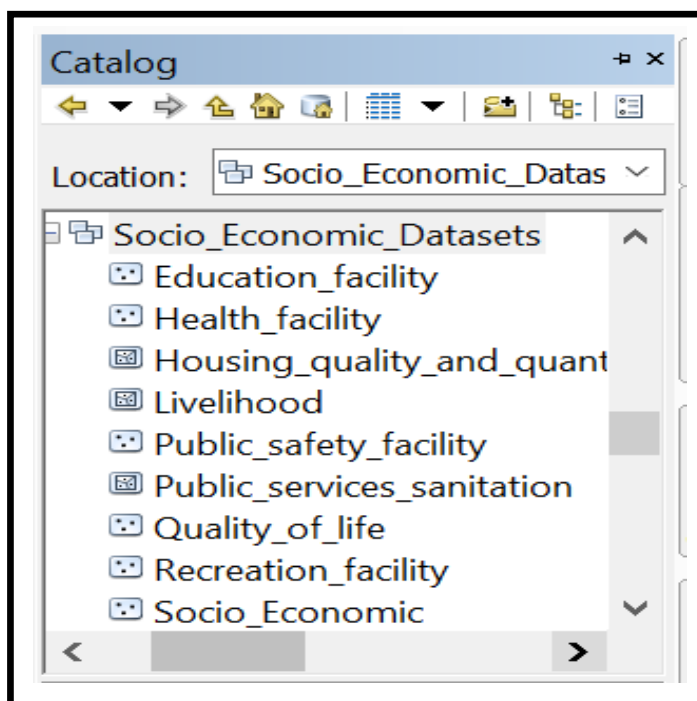 Catalog
Location: Socio_Economic_Datas
Socio_Economic_Datasets
Education_facility
Health_facility
Housing_quality_and_quant
Livelihood
Public_safety_facility
Public_services_sanitation
Quality_of_life
Recreation_facility
Socio_Economic